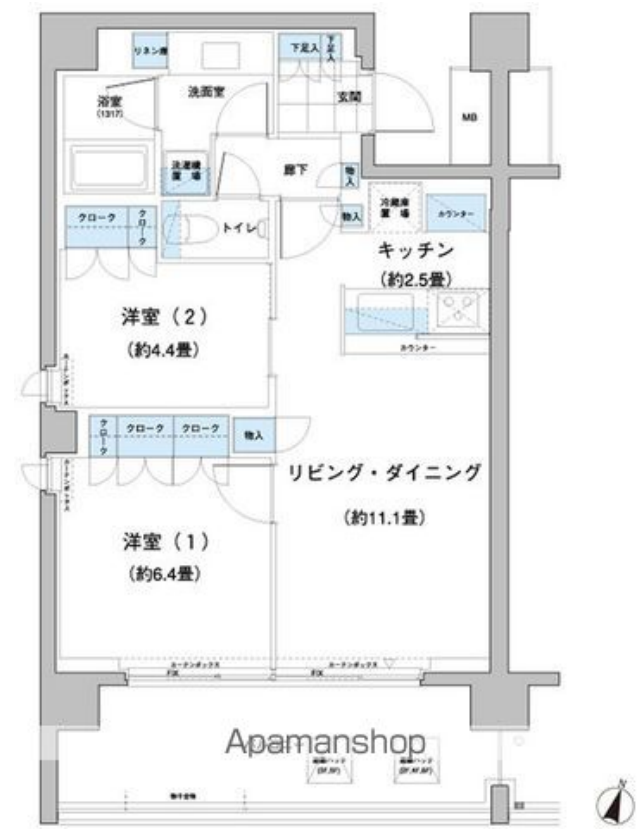 リネン庫
下足入
下足入
浴室
(1317)
洗面室
玄関
MB
洗濯機
置場
廊下
物入
クローク
クローク
トイレ
物入
冷蔵庫
置場
カウンター
キッチン
(約2.5畳)
洋室(2)
(約4.4畳)
カウンター
カーテンボックス
クローク
クローク
クローク
物入
カーテンボックス
リビング・ダイニング
(約11.1畳)
洋室(1)
(約6.4畳)
カーテンボックス
カーテンボックス
FIX
FIX
Apamanshop
物干金物
N